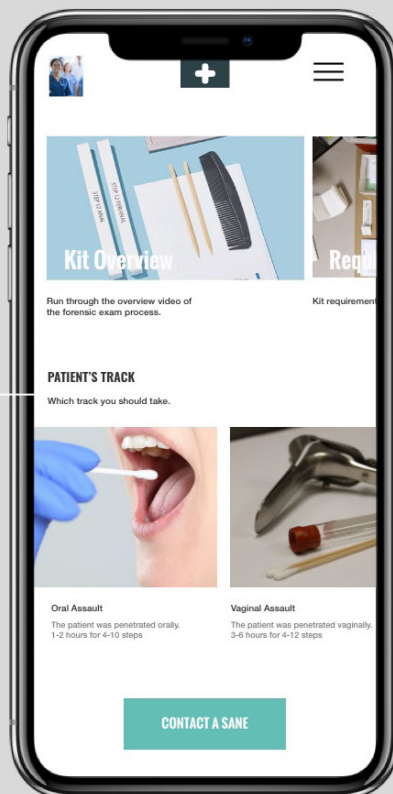 Kit Overview
Requi
Run through the overview video of
the forensic exam process.
Kit requirement
PATIENT'S TRACK
Which track you should take.
Oral Assault
The patient was penetrated orally.
1-2 hours for 4-10 steps
Vaginal Assault
The patient was penetrated vaginally.
3-6 hours for 4-12 steps
CONTACT A SANE